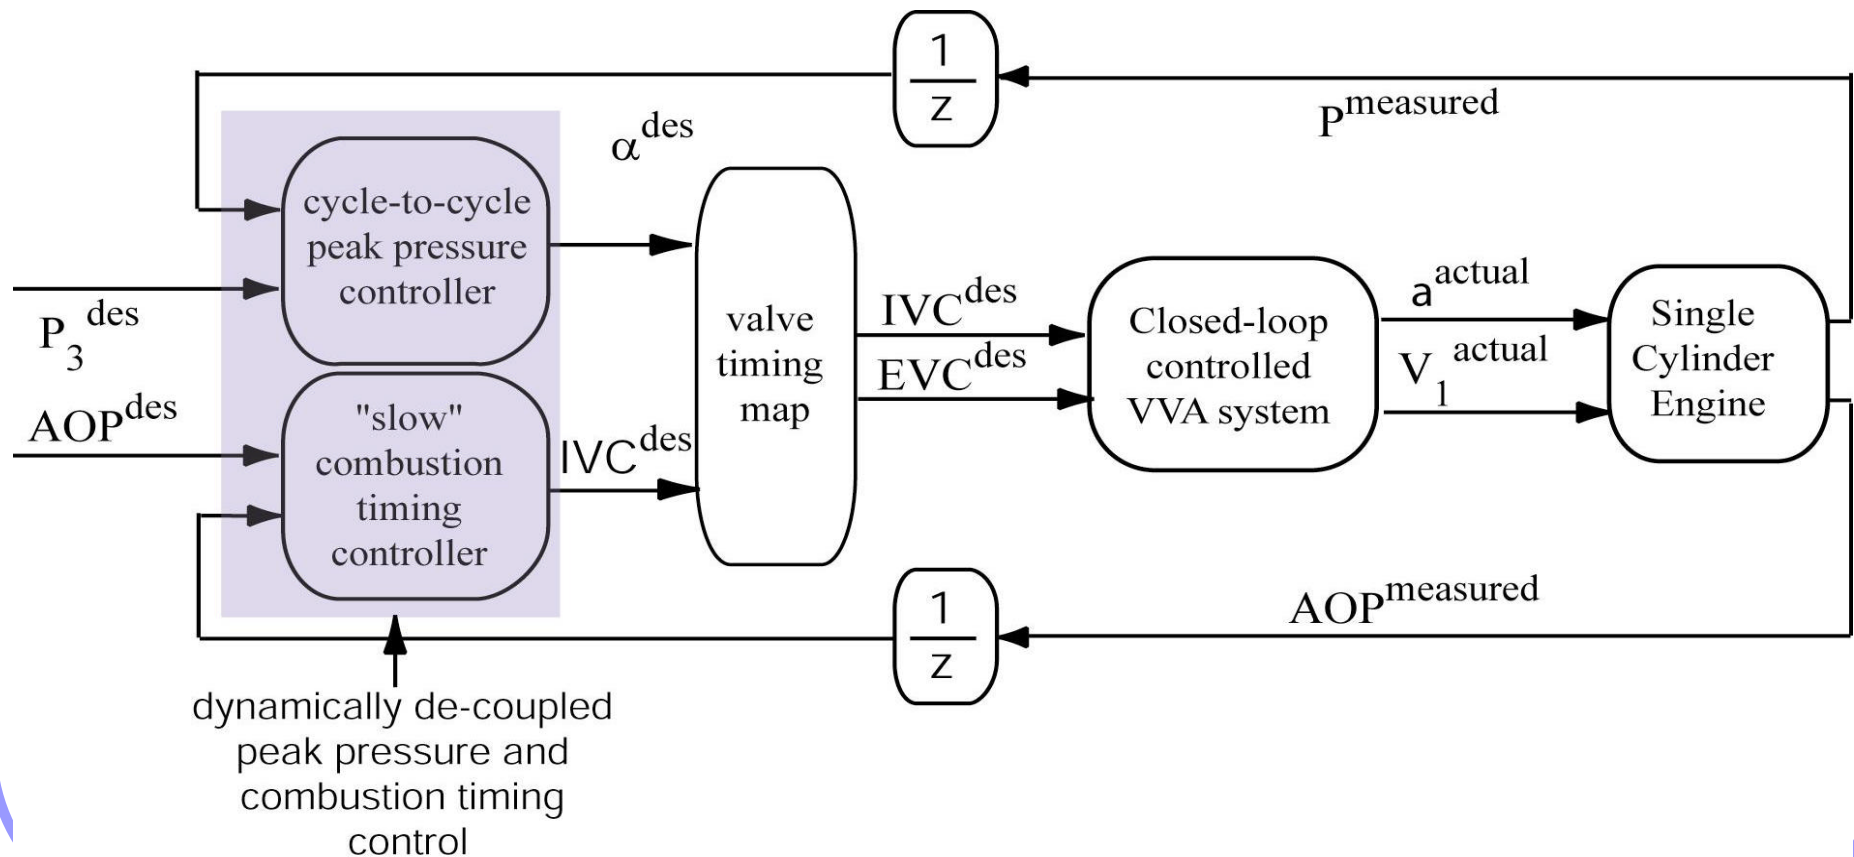 1
z
P^measured
α^des
cycle-to-cycle
peak pressure
controller
P_3^des
AOP^des
"slow"
combustion
timing
controller
IVC^des
valve
timing
map
IVC^des
EVC^des
Closed-loop
controlled
VVA system
a^actual
V_1^actual
Single
Cylinder
Engine
1
z
AOP^measured
dynamically de-coupled
peak pressure and
combustion timing
control